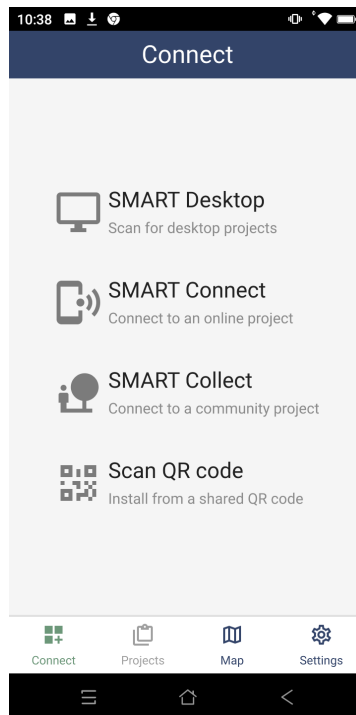 10:38
Connect
SMART Desktop
Scan for desktop projects
SMART Connect
Connect to an online project
SMART Collect
Connect to a community project
Scan QR code
Install from a shared QR code
Connect Projects Map Settings